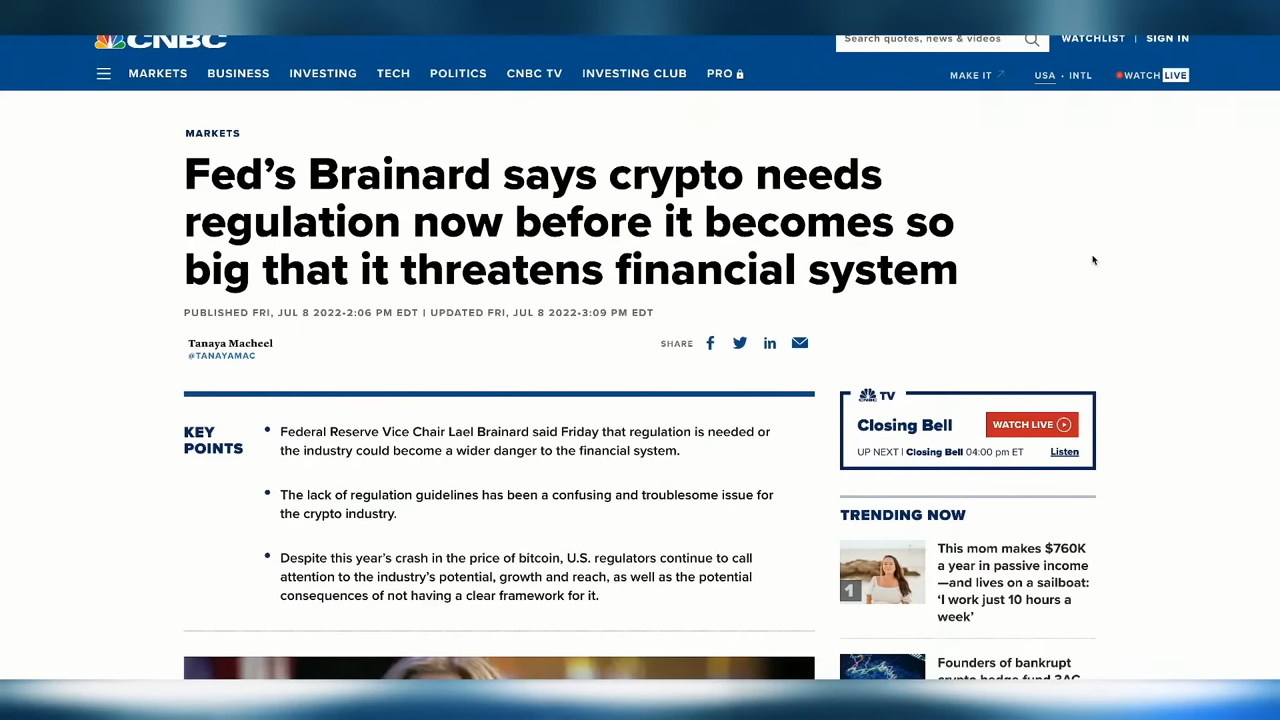 CNBC
Search quotes, news & videos
WATCHLIST | SIGN IN
MARKETS BUSINESS INVESTING TECH POLITICS CNBC TV INVESTING CLUB PRO
MAKE IT USA • INTL WATCH LIVE
MARKETS
Fed’s Brainard says crypto needs
regulation now before it becomes so
big that it threatens financial system
PUBLISHED FRI, JUL 8 2022•2:06 PM EDT | UPDATED FRI, JUL 8 2022•3:09 PM EDT
Tanaya Macheel
@TANAYAMAC
SHARE
KEY
POINTS
• Federal Reserve Vice Chair Lael Brainard said Friday that regulation is needed or
the industry could become a wider danger to the financial system.
• The lack of regulation guidelines has been a confusing and troublesome issue for
the crypto industry.
• Despite this year’s crash in the price of bitcoin, U.S. regulators continue to call
attention to the industry’s potential, growth and reach, as well as the potential
consequences of not having a clear framework for it.
CNBC TV
Closing Bell
WATCH LIVE
UP NEXT | Closing Bell 04:00 pm ET
Listen
TRENDING NOW
1
This mom makes $760K
a year in passive income
—and lives on a sailboat:
‘I work just 10 hours a
week’
Founders of bankrupt
crypto hedge fund 3AC